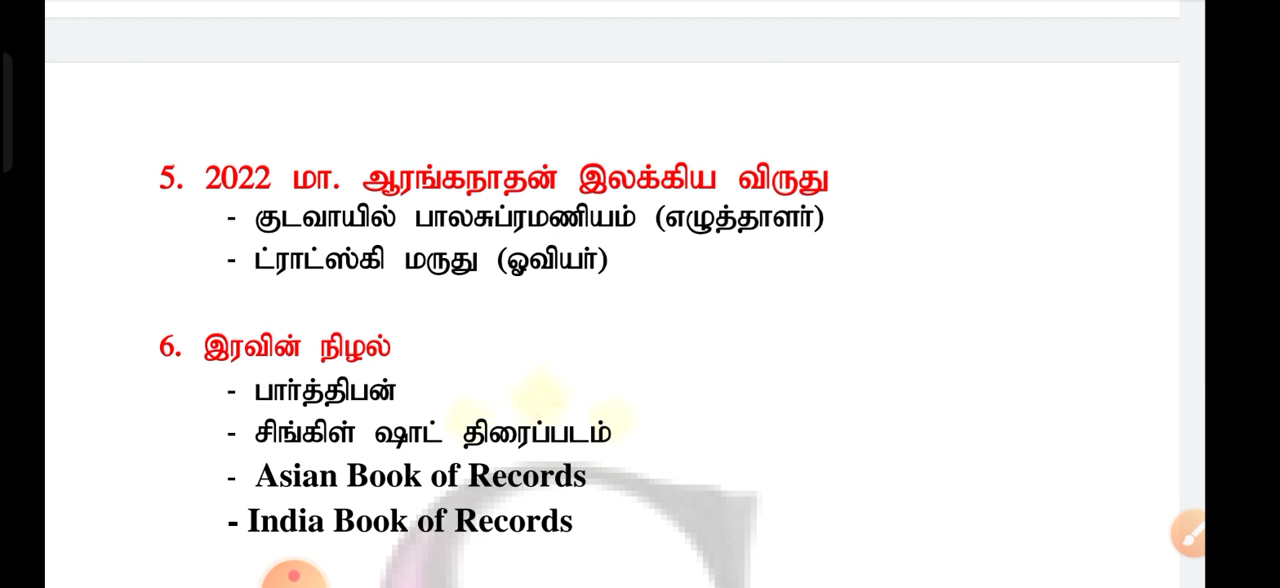 5. 2022 மா. ஆரங்கநாதன் இலக்கிய விருது
- குடவாயில் பாலசுப்ரமணியம் (எழுத்தாளர்)
- ட்ராட்ஸ்கி மருது (ஓவியர்)
6. இரவின் நிழல்
- பார்த்திபன்
- சிங்கிள் ஷாட் திரைப்படம்
- Asian Book of Records
- India Book of Records